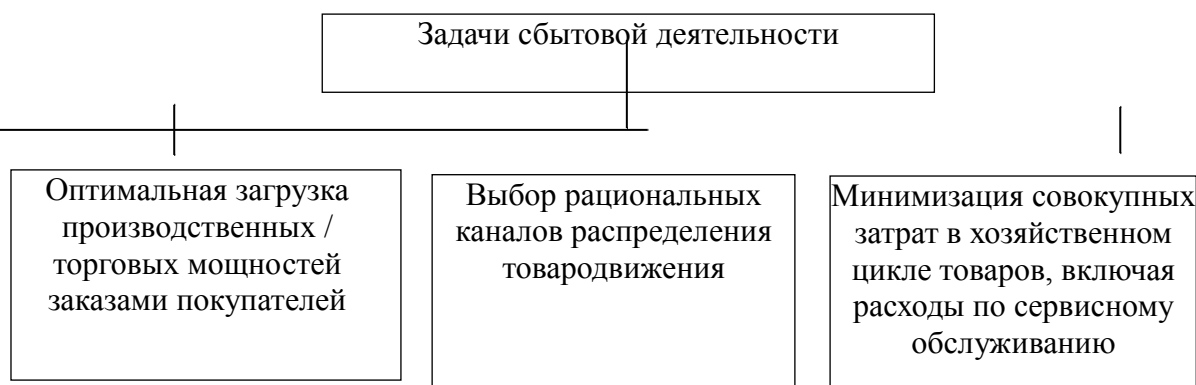 Задачи сбытовой деятельности
Оптимальная загрузка
производственных /
торговых мощностей
заказами покупателей
Выбор рациональных
каналов распределения
товародвижения
Минимизация совокупных
затрат в хозяйственном
цикле товаров, включая
расходы по сервисному
обслуживанию